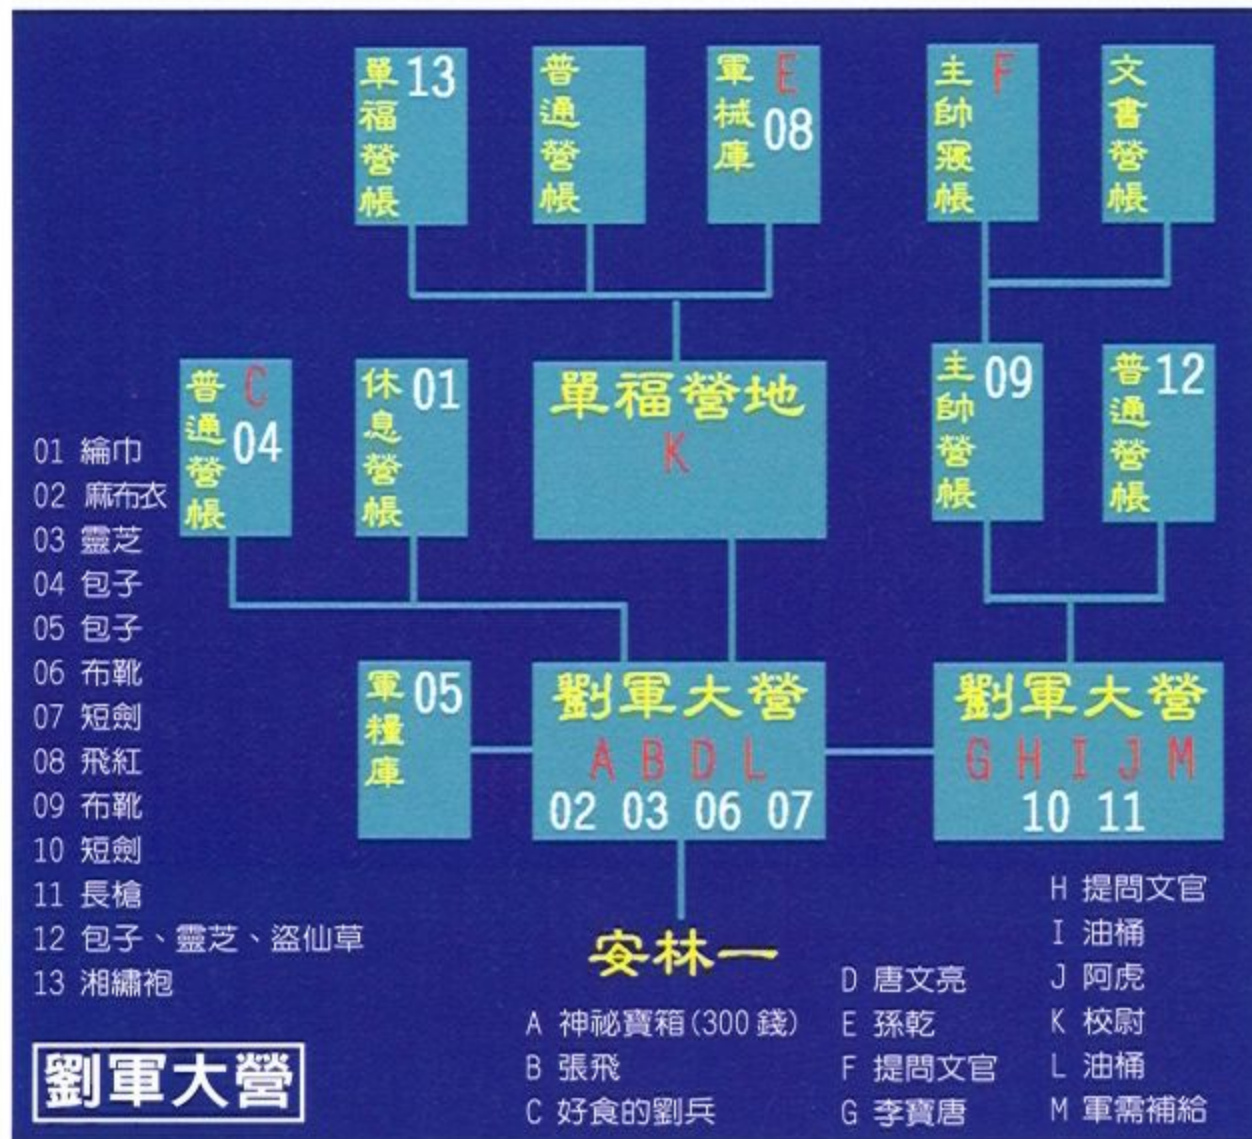 單福營帳 13
普通營帳
軍械庫 E 08
主帥寢帳 F
文書營帳
普通營帳 C 04
休息營帳 01
單福營地
K
主帥營帳 09
普通營帳 12
軍糧庫 05
劉軍大營
A B D L
02 03 06 07
劉軍大營
G H I J M
10 11
安林一
01 綸巾
02 麻布衣
03 靈芝
04 包子
05 包子
06 布靴
07 短劍
08 飛紅
09 布靴
10 短劍
11 長槍
12 包子、靈芝、盜仙草
13 湘繡袍
劉軍大營
A 神祕寶箱(300 錢)
B 張飛
C 好食的劉兵
D 唐文亮
E 孫乾
F 提問文官
G 李寶唐
H 提問文官
I 油桶
J 阿虎
K 校尉
L 油桶
M 軍需補給